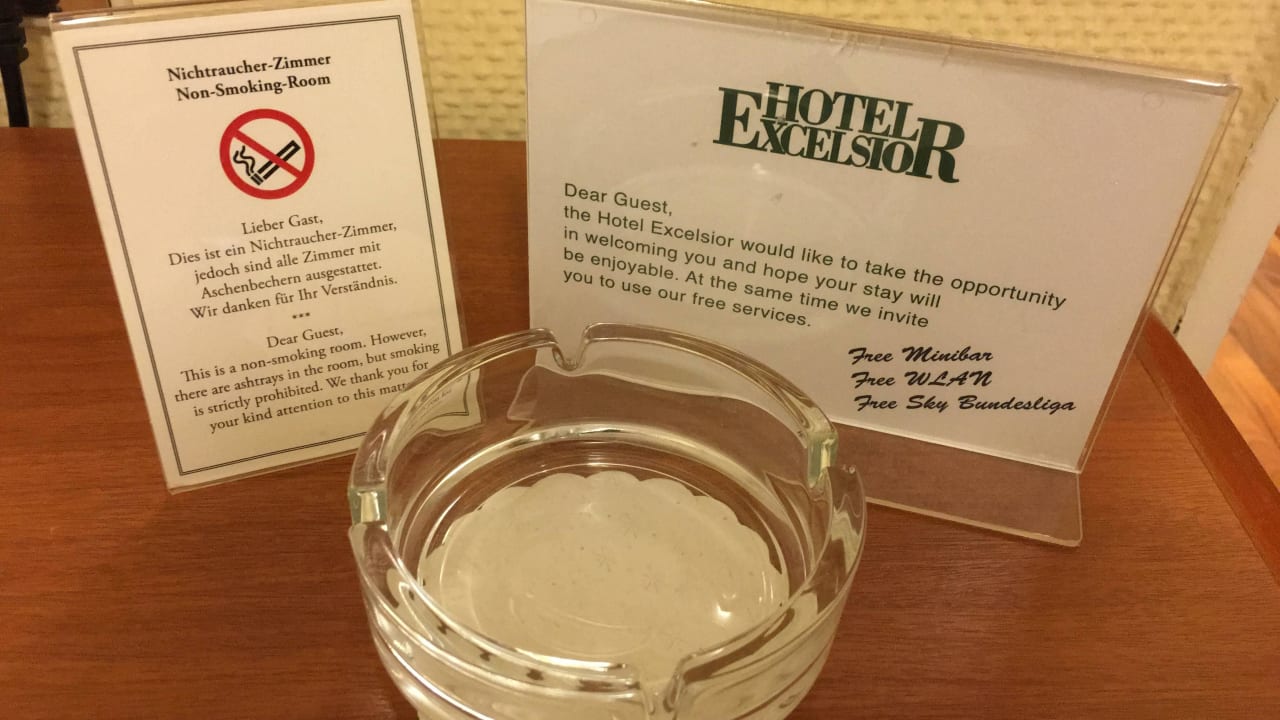 Nichtraucher-Zimmer
Non-Smoking-Room
Lieber Gast,
Dies ist ein Nichtraucher-Zimmer,
jedoch sind alle Zimmer mit
Aschenbechern ausgestattet.
Wir danken für Ihr Verständnis.
***
Dear Guest,
This is a non-smoking room. However,
there are ashtrays in the room, but smoking
is strictly prohibited. We thank you for
your kind attention to this
HOTEL
EXCELSIOR
Dear Guest,
the Hotel Excelsior would like to take the opportunity
in welcoming you and hope your stay will
be enjoyable. At the same time we invite
you to use our free services.
Free Minibar
Free WLAN
Free Sky Bundesliga